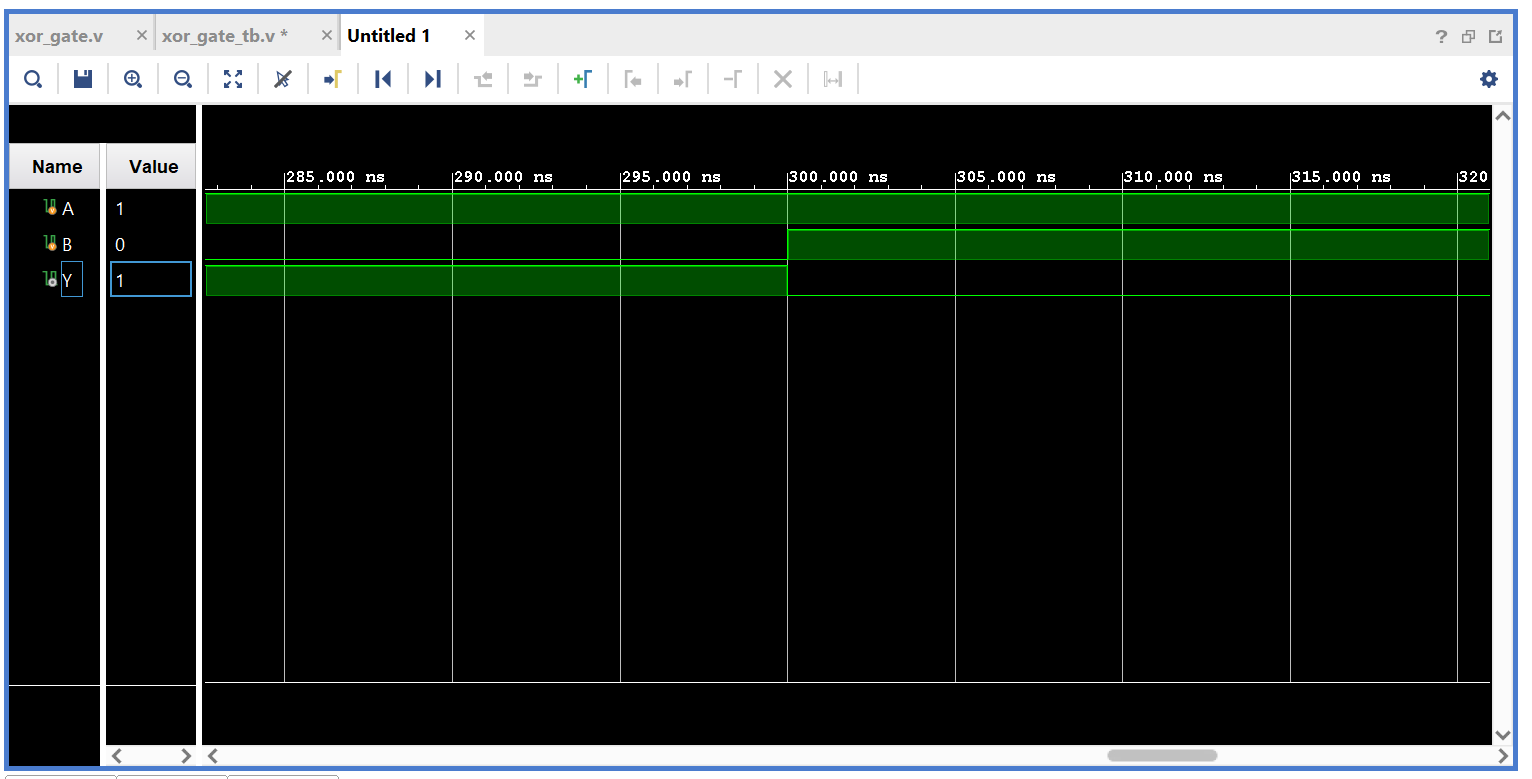 xor_gate.v xor_gate_tb.v * Untitled 1
Name Value
285.000 ns 290.000 ns 295.000 ns 300.000 ns 305.000 ns 310.000 ns 315.000 ns 320
A 1
B 0
Y 1